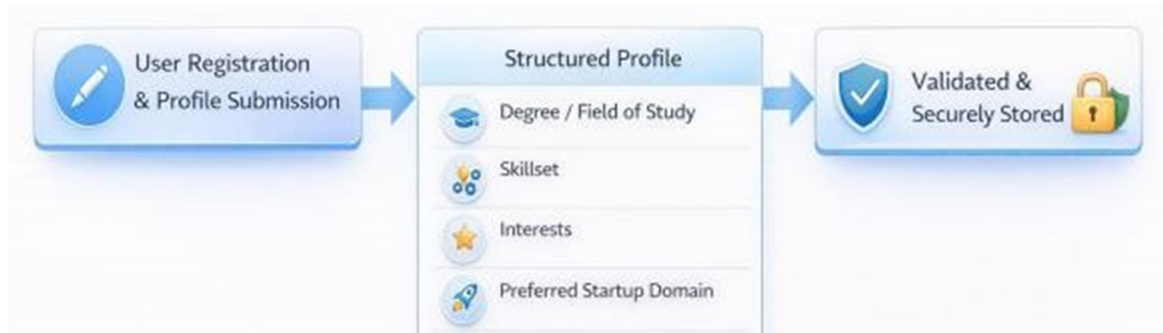 User Registration
& Profile Submission
Structured Profile
Degree / Field of Study
Skillset
Interests
Preferred Startup Domain
Validated &
Securely Stored